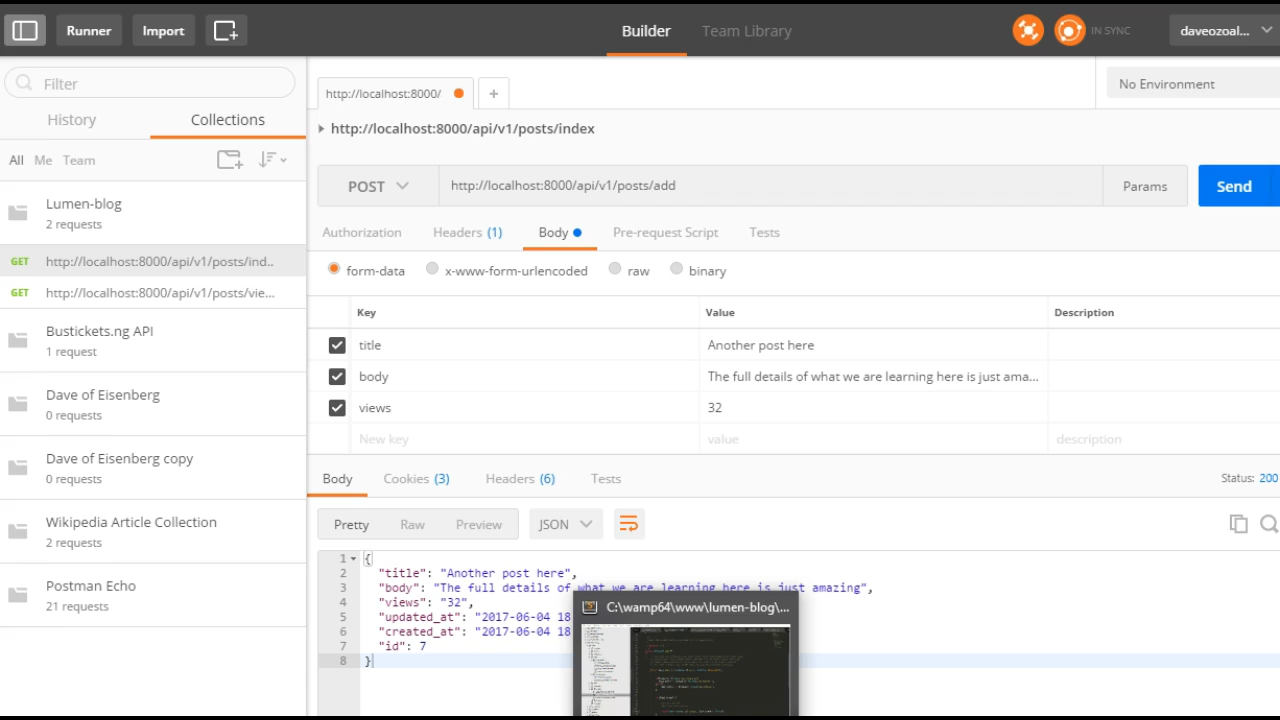 Runner
Import
Builder
Team Library
IN SYNC
daveozoal...
Filter
http://localhost:8000/
+
No Environment
History
Collections
http://localhost:8000/api/v1/posts/index
All Me Team
POST
http://localhost:8000/api/v1/posts/add
Params
Send
Lumen-blog
2 requests
Authorization
Headers (1)
Body
Pre-request Script
Tests
GET http://localhost:8000/api/v1/posts/ind..
form-data
x-www-form-urlencoded
raw
binary
GET http://localhost:8000/api/v1/posts/vie...
Key Value Description
Bustickets.ng API
1 request
title Another post here
body The full details of what we are learning here is just ama...
Dave of Eisenberg
0 requests
views 32
New key value description
Dave of Eisenberg copy
0 requests
Body
Cookies (3)
Headers (6)
Tests
Status: 200
Wikipedia Article Collection
2 requests
Pretty
Raw
Preview
JSON
Postman Echo
21 requests
1 {
2 "title": "Another post here",
3 "body": "The full details of what we are learning here is just amazing",
4 "views": "32",
5 "updated_at": "2017-06-04 18
6 "created_at": "2017-06-04 18
7
8
C:\wamp64\www\lumen-blog\...